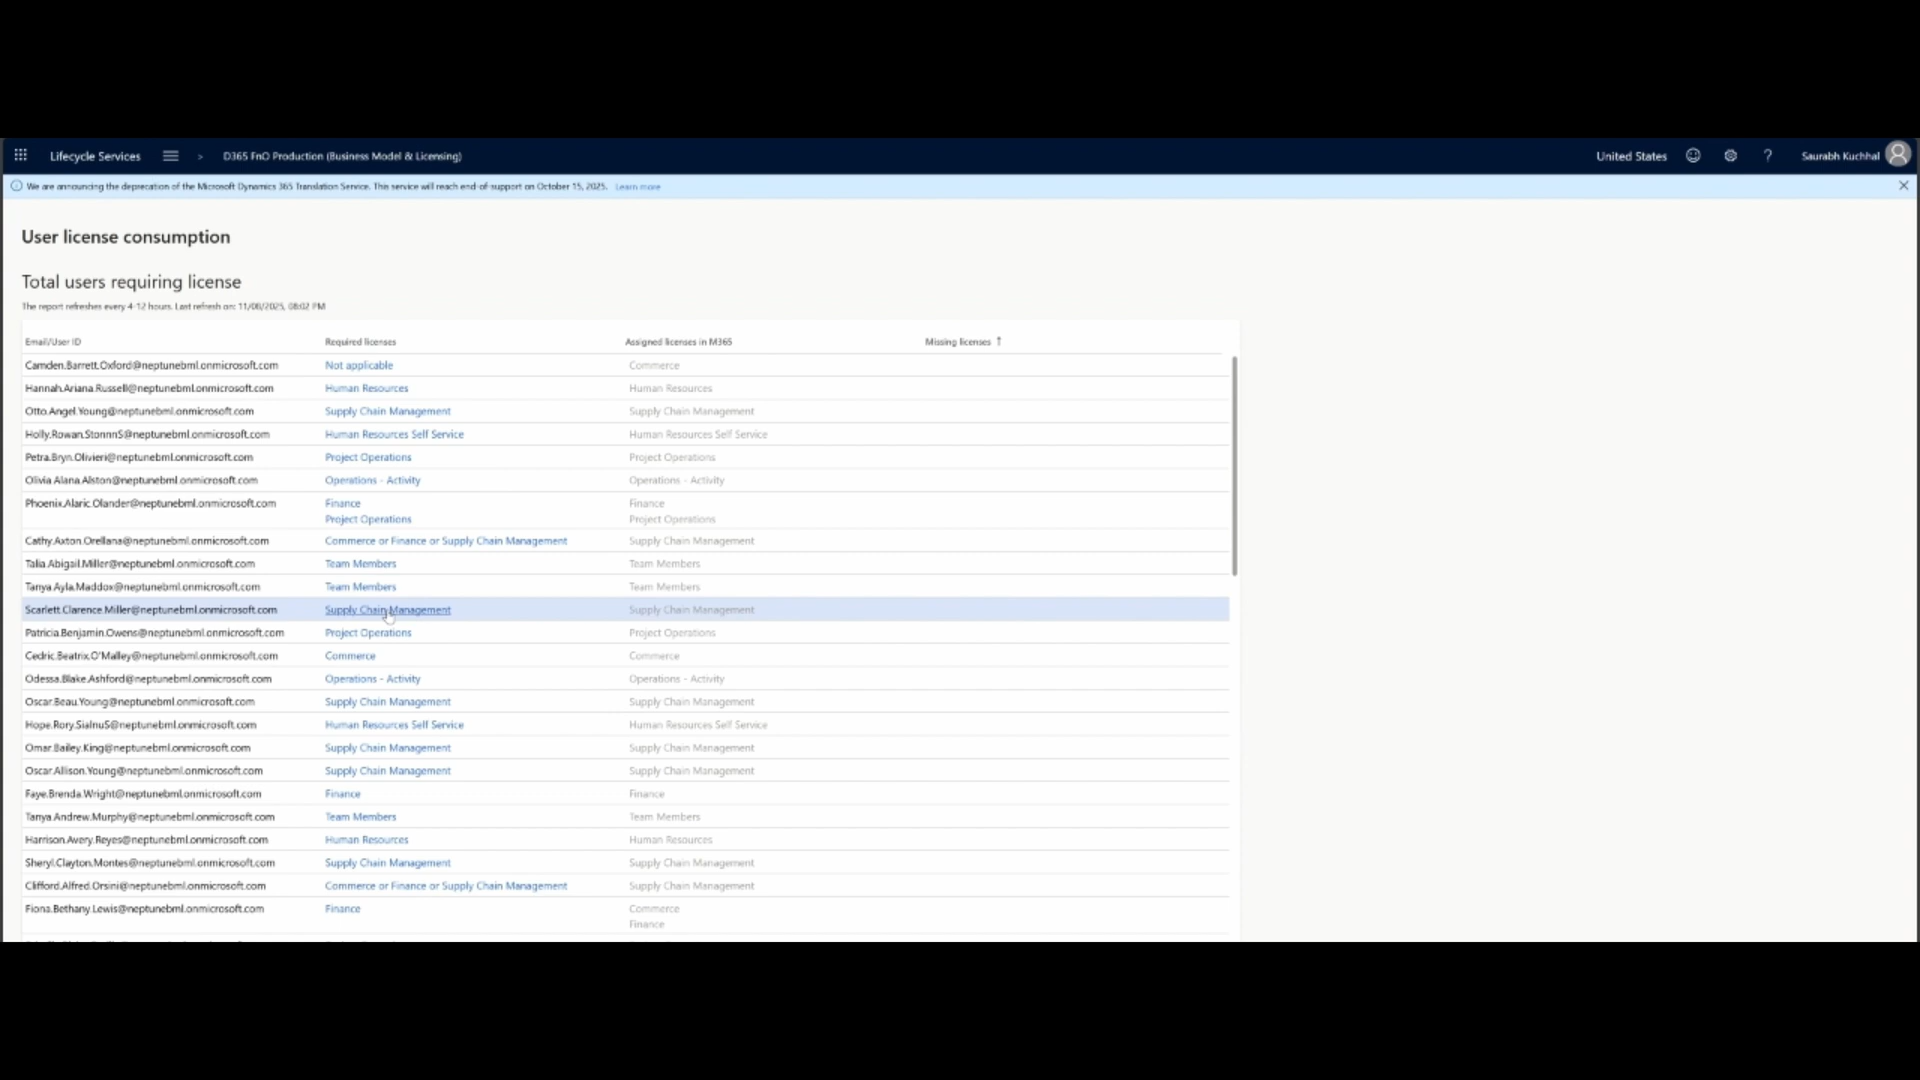 Lifecycle Services > D365 FnO Production (Business Model & Licensing) United States ? Saurabh Kuchhal
We are announcing the deprecation of the Microsoft Dynamics 365 Translation Service. This service will reach end-of-support on October 15, 2025. Learn more
User license consumption
Total users requiring license
The report refreshes every 4-12 hours. Last refresh on: 11/08/2025, 08:02 PM
Email/User ID Required licenses Assigned licenses in M365 Missing licenses ↑
Camden.Barrett.Oxford@neptunebml.onmicrosoft.com Not applicable Commerce
Hannah.Ariana.Russell@neptunebml.onmicrosoft.com Human Resources Human Resources
Otto.Angel.Young@neptunebml.onmicrosoft.com Supply Chain Management Supply Chain Management
Holly.Rowan.StonnnS@neptunebml.onmicrosoft.com Human Resources Self Service Human Resources Self Service
Petra.Bryn.Olivieri@neptunebml.onmicrosoft.com Project Operations Project Operations
Olivia.Alana.Alston@neptunebml.onmicrosoft.com Operations - Activity Operations - Activity
Phoenix.Alaric.Olander@neptunebml.onmicrosoft.com Finance Finance
Project Operations Project Operations
Cathy.Axton.Orellana@neptunebml.onmicrosoft.com Commerce or Finance or Supply Chain Management Supply Chain Management
Talia.Abigail.Miller@neptunebml.onmicrosoft.com Team Members Team Members
Tanya.Ayla.Maddox@neptunebml.onmicrosoft.com Team Members Team Members
Scarlett.Clarence.Miller@neptunebml.onmicrosoft.com Supply Chain Management Supply Chain Management
Patricia.Benjamin.Owens@neptunebml.onmicrosoft.com Project Operations Project Operations
Cedric.Beatrix.O'Malley@neptunebml.onmicrosoft.com Commerce Commerce
Odessa.Blake.Ashford@neptunebml.onmicrosoft.com Operations - Activity Operations - Activity
Oscar.Beau.Young@neptunebml.onmicrosoft.com Supply Chain Management Supply Chain Management
Hope.Rory.SialnuS@neptunebml.onmicrosoft.com Human Resources Self Service Human Resources Self Service
Omar.Bailey.King@neptunebml.onmicrosoft.com Supply Chain Management Supply Chain Management
Oscar.Allison.Young@neptunebml.onmicrosoft.com Supply Chain Management Supply Chain Management
Faye.Brenda.Wright@neptunebml.onmicrosoft.com Finance Finance
Tanya.Andrew.Murphy@neptunebml.onmicrosoft.com Team Members Team Members
Harrison.Avery.Reyes@neptunebml.onmicrosoft.com Human Resources Human Resources
Sheryl.Clayton.Montes@neptunebml.onmicrosoft.com Supply Chain Management Supply Chain Management
Clifford.Alfred.Orsini@neptunebml.onmicrosoft.com Commerce or Finance or Supply Chain Management Supply Chain Management
Fiona.Bethany.Lewis@neptunebml.onmicrosoft.com Finance Commerce
Finance